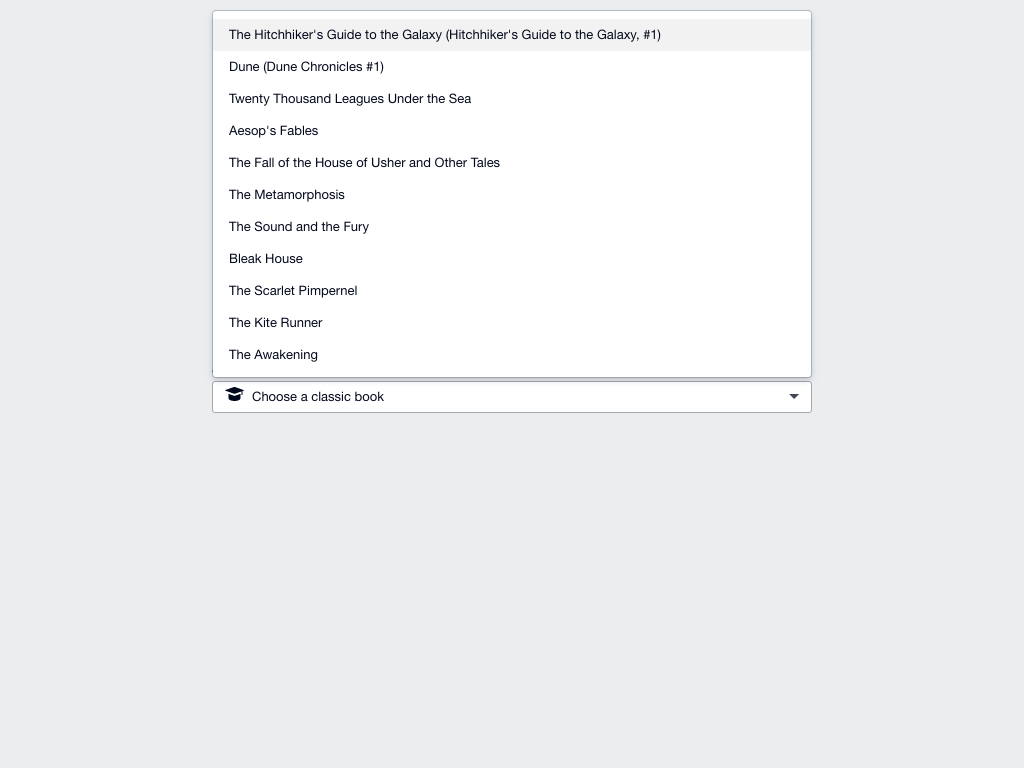 The Hitchhiker's Guide to the Galaxy (Hitchhiker's Guide to the Galaxy, #1)
Dune (Dune Chronicles #1)
Twenty Thousand Leagues Under the Sea
Aesop's Fables
The Fall of the House of Usher and Other Tales
The Metamorphosis
The Sound and the Fury
Bleak House
The Scarlet Pimpernel
The Kite Runner
The Awakening
Choose a classic book